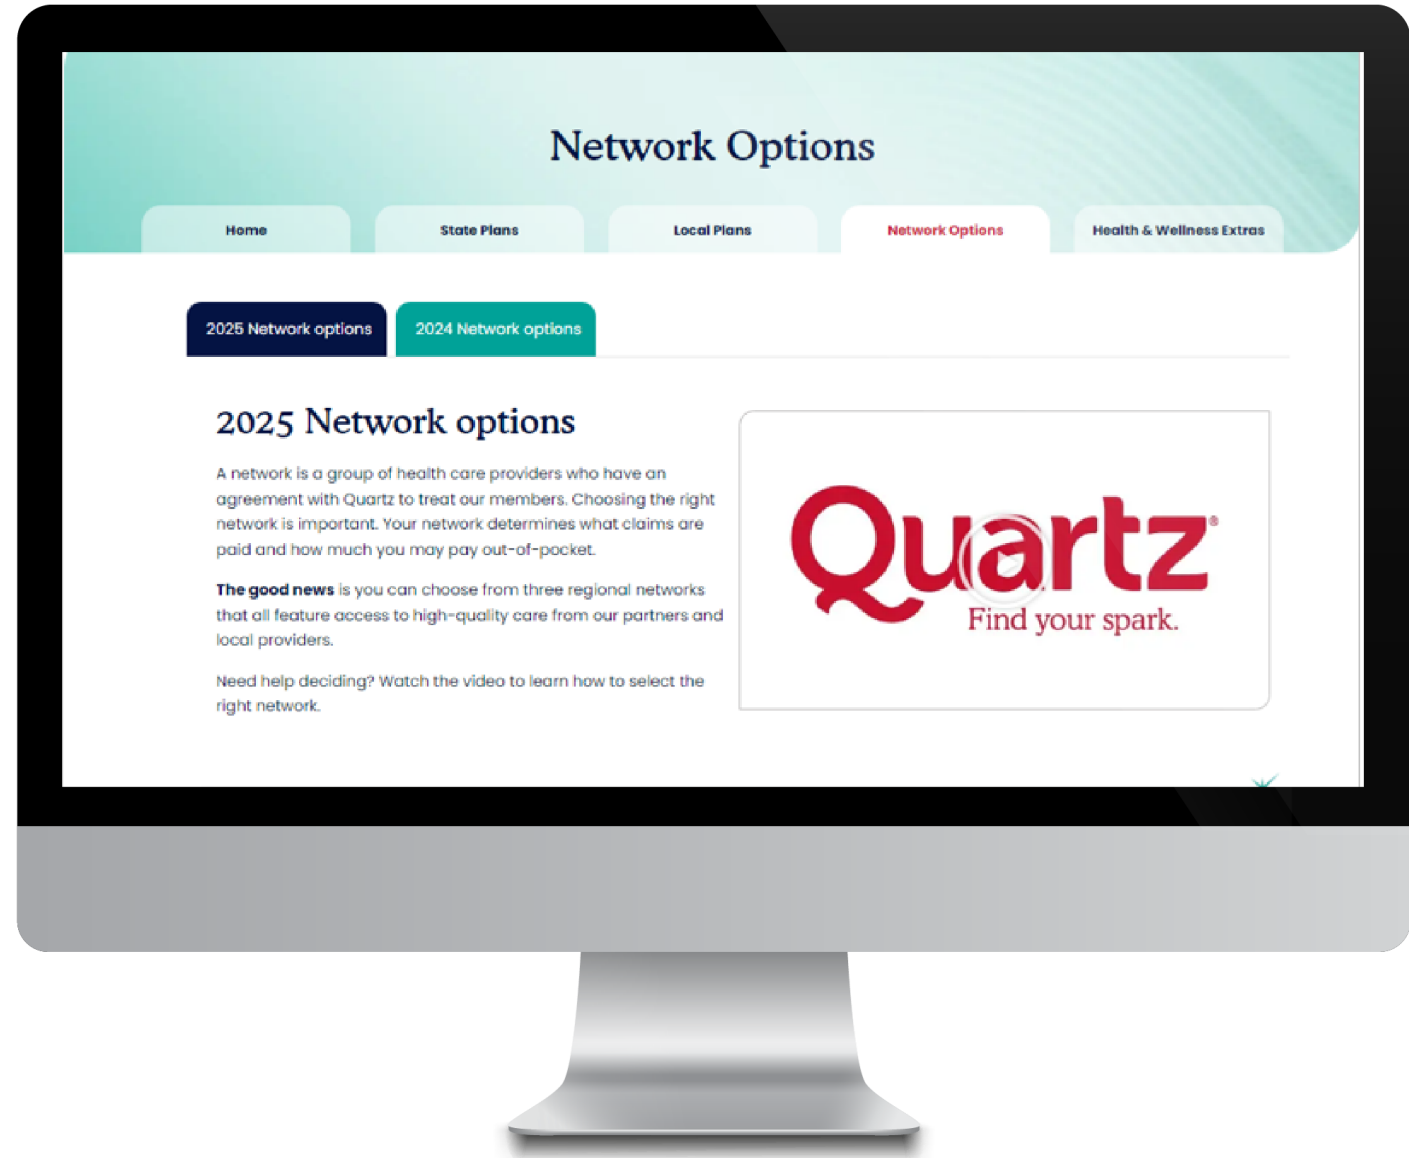 Network Options
Home
State Plans
Local Plans
Network Options
Health & Wellness Extras
2025 Network options
2024 Network options
2025 Network options
A network is a group of health care providers who have an
agreement with Quartz to treat our members. Choosing the right
network is important. Your network determines what claims are
paid and how much you may pay out-of-pocket.
The good news is you can choose from three regional networks
that all feature access to high-quality care from our partners and
local providers.
Need help deciding? Watch the video to learn how to select the
right network.
Quartz®
Find your spark.